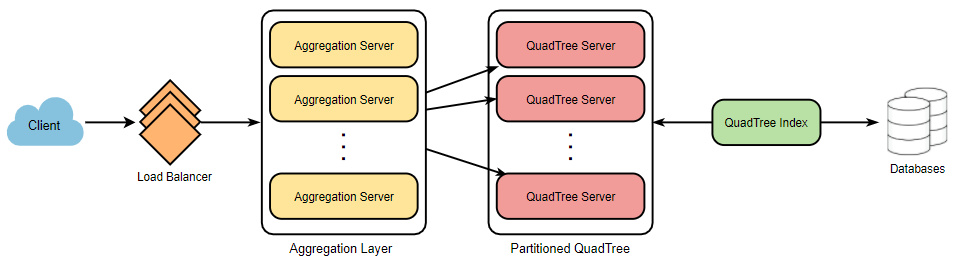 Client
Load Balancer
Aggregation Server
Aggregation Server
Aggregation Server
Aggregation Layer
QuadTree Server
QuadTree Server
QuadTree Server
Partitioned QuadTree
QuadTree Index
Databases